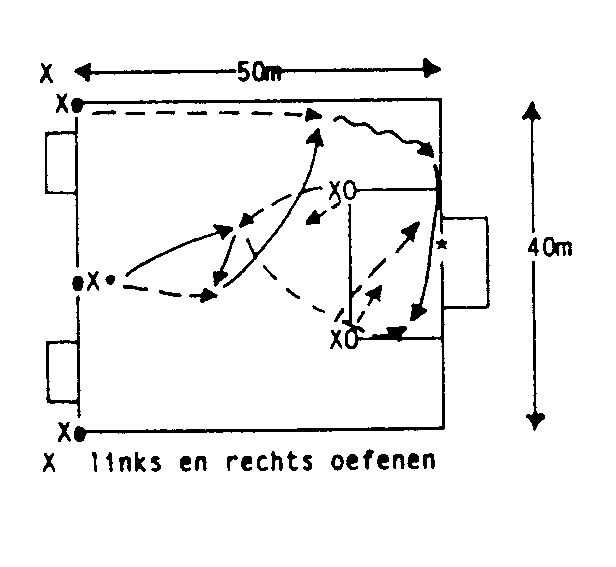 X 50m
X
XO
* 40m
X
XO
X
X links en rechts oefenen